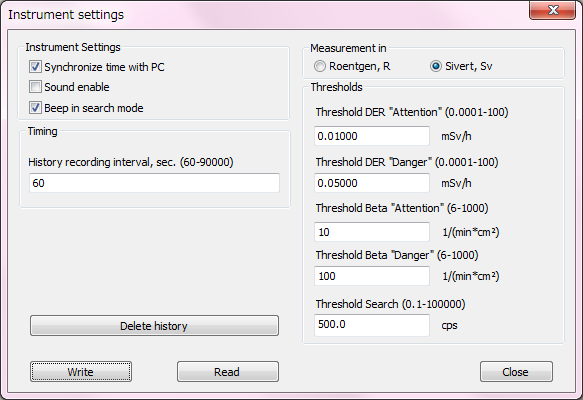 Instrument settings
Instrument Settings
Synchronize time with PC
Sound enable
Beep in search mode
Timing
History recording interval, sec. (60-90000)
60
Delete history
Write
Read
Measurement in
Roentgen, R
Sivert, Sv
Thresholds
Threshold DER "Attention" (0.0001-100)
0.01000 mSv/h
Threshold DER "Danger" (0.0001-100)
0.05000 mSv/h
Threshold Beta "Attention" (6-1000)
10 1/(min*cm²)
Threshold Beta "Danger" (6-1000)
100 1/(min*cm²)
Threshold Search (0.1-100000)
500.0 cps
Close